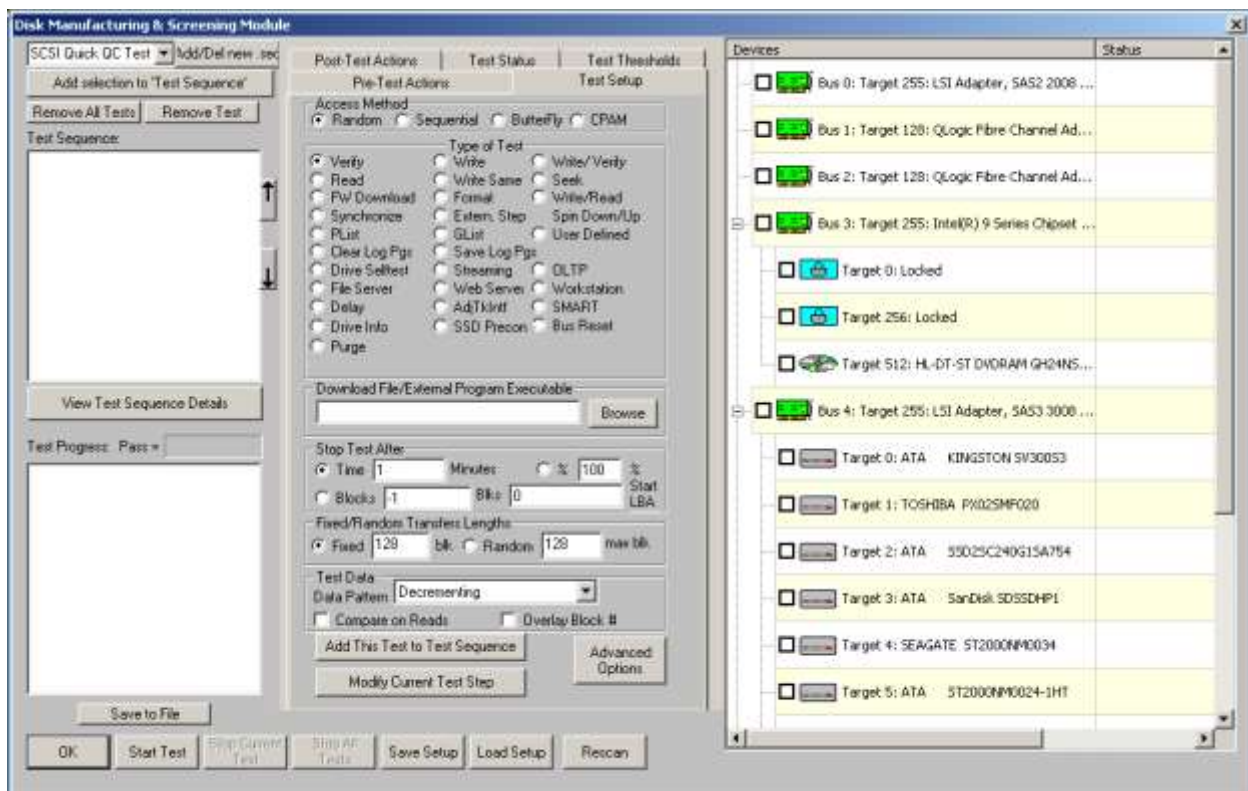 Disk Manufacturing & Screening Module
SCSI Quick QC Test
Add/Del new .sec
Add selection to 'Test Sequence'
Remove All Tests
Remove Test
Test Sequence:
View Test Sequence Details
Test Progress: Pass =
Save to File
Post-Test Actions
Test Status
Test Thresholds
Pre-Test Actions
Test Setup
Access Method
Random Sequential ButterFly CPAM
Type of Test
Verify Write Write/ Verify
Read Write Same Seek
FW Download Format Write/Read
Synchronize Extern. Step Spin Down/Up
PList GList User Defined
Clear Log Pgs Save Log Pgs
Drive Selftest Streaming OLTP
File Server Web Server Workstation
Delay AdjTkIntf SMART
Drive Info SSD Precon Bus Reset
Purge
Download File/External Program Executable
Browse
Stop Test After
Time 1 Minutes % 100 %
Blocks -1 Blks 0 Start LBA
Fixed/Random Transfers Lengths
Fixed 128 blk Random 128 max blk.
Test Data
Data Pattern Decrementing
Compare on Reads Overlay Block #
Add This Test to Test Sequence
Advanced Options
Modify Current Test Step
Devices Status
Bus 0: Target 255: LSI Adapter, SAS2 2008 ...
Bus 1: Target 128: QLogic Fibre Channel Ad...
Bus 2: Target 128: QLogic Fibre Channel Ad...
Bus 3: Target 255: Intel(R) 9 Series Chipset ...
Target 0: Locked
Target 256: Locked
Target 512: HL-DT-ST DVDRAM GH24NS...
Bus 4: Target 255: LSI Adapter, SAS3 3008 ...
Target 0: ATA KINGSTON SV300S3
Target 1: TOSHIBA PX02SMF020
Target 2: ATA SSD2SC240G1SA754
Target 3: ATA SanDisk SDSSDHP1
Target 4: SEAGATE ST2000NM0034
Target 5: ATA ST2000NM0024-1HT
OK
Start Test
Stop Current Test
Stop All Tests
Save Setup
Load Setup
Rescan